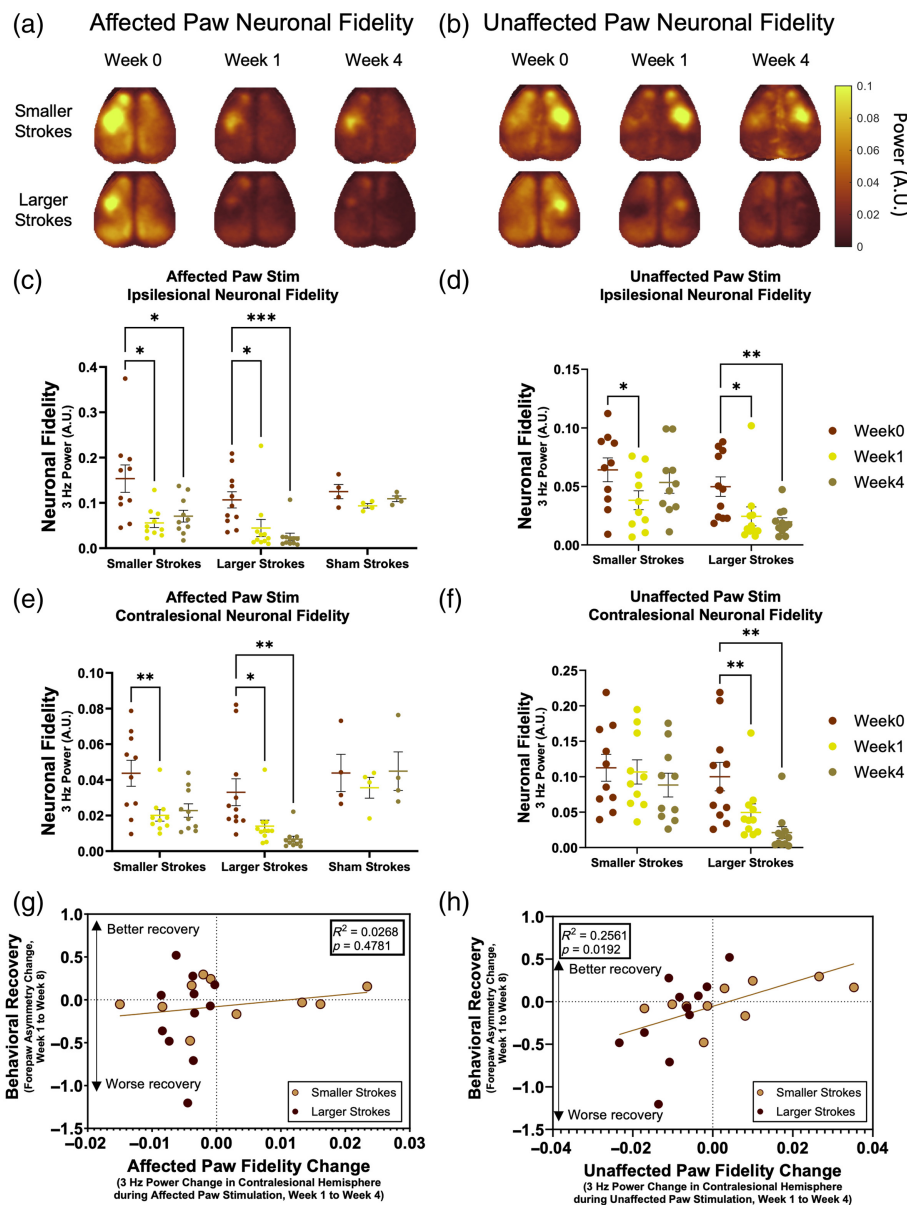 (a) Affected Paw Neuronal Fidelity
Week 0 Week 1 Week 4
Smaller
Strokes
Larger
Strokes
(b) Unaffected Paw Neuronal Fidelity
Week 0 Week 1 Week 4
0.1
0.08
0.06
0.04
0.02
0
Power (A.U.)
(c) Affected Paw Stim
Ipsilesional Neuronal Fidelity
Neuronal Fidelity
3 Hz Power (A.U.)
0.4
0.3
0.2
0.1
0.0
* * * ***
Smaller Strokes Larger Strokes Sham Strokes
(d) Unaffected Paw Stim
Ipsilesional Neuronal Fidelity
Neuronal Fidelity
3 Hz Power (A.U.)
0.15
0.10
0.05
0.00
* * **
Smaller Strokes Larger Strokes
Week0
Week1
Week4
(e) Affected Paw Stim
Contralesional Neuronal Fidelity
Neuronal Fidelity
3 Hz Power (A.U.)
0.10
0.08
0.06
0.04
0.02
0.00
** * **
Smaller Strokes Larger Strokes Sham Strokes
(f) Unaffected Paw Stim
Contralesional Neuronal Fidelity
Neuronal Fidelity
3 Hz Power (A.U.)
0.25
0.20
0.15
0.10
0.05
0.00
** **
Smaller Strokes Larger Strokes
Week0
Week1
Week4
(g)
Behavioral Recovery
(Forepaw Asymmetry Change,
Week 1 to Week 8)
1.0
0.5
0.0
−0.5
−1.0
−1.5
Better recovery
Worse recovery
R² = 0.0268
p = 0.4781
Smaller Strokes
Larger Strokes
−0.02 −0.01 0.00 0.01 0.02 0.03
Affected Paw Fidelity Change
(3 Hz Power Change in Contralesional Hemisphere
during Affected Paw Stimulation, Week 1 to Week 4)
(h)
Behavioral Recovery
(Forepaw Asymmetry Change,
Week 1 to Week 8)
1.0
0.5
0.0
−0.5
−1.0
−1.5
R² = 0.2561
p = 0.0192
Better recovery
Worse recovery
Smaller Strokes
Larger Strokes
−0.04 −0.02 0.00 0.02 0.04
Unaffected Paw Fidelity Change
(3 Hz Power Change in Contralesional Hemisphere
during Unaffected Paw Stimulation, Week 1 to Week 4)